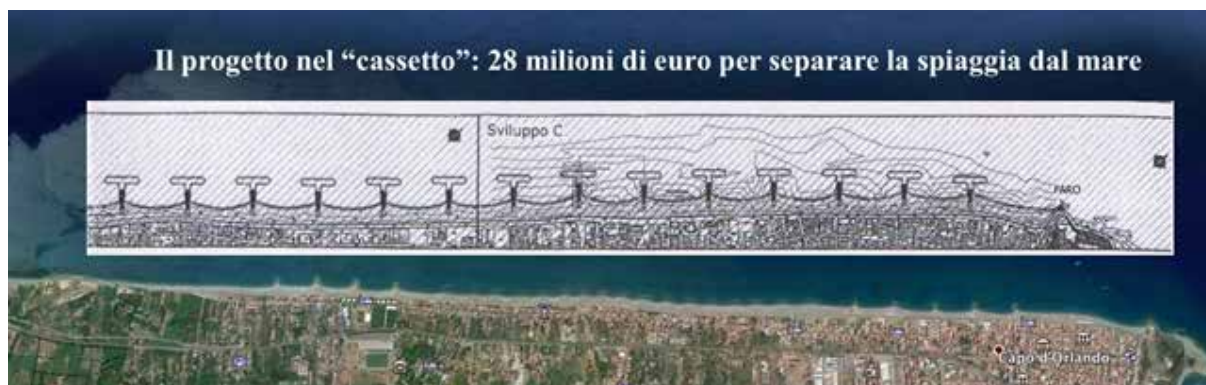 Il progetto nel “cassetto”: 28 milioni di euro per separare la spiaggia dal mare
Sviluppo C
FARO
Capo d'Orlando